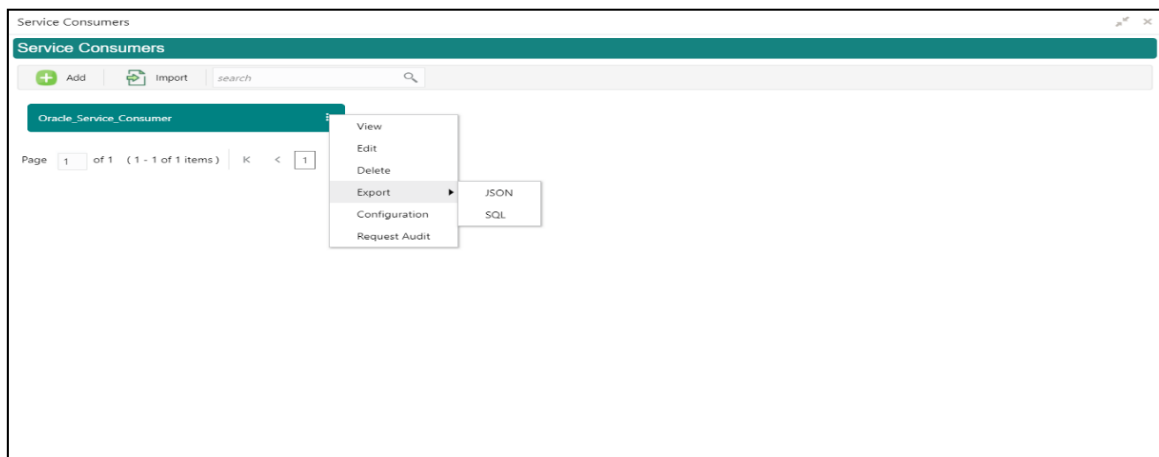 Service Consumers
Service Consumers
Add Import search
Oracle_Service_Consumer
View
Edit
Delete
Export
Configuration
Request Audit
JSON
SQL
Page 1 of 1 (1 - 1 of 1 items) K < 1